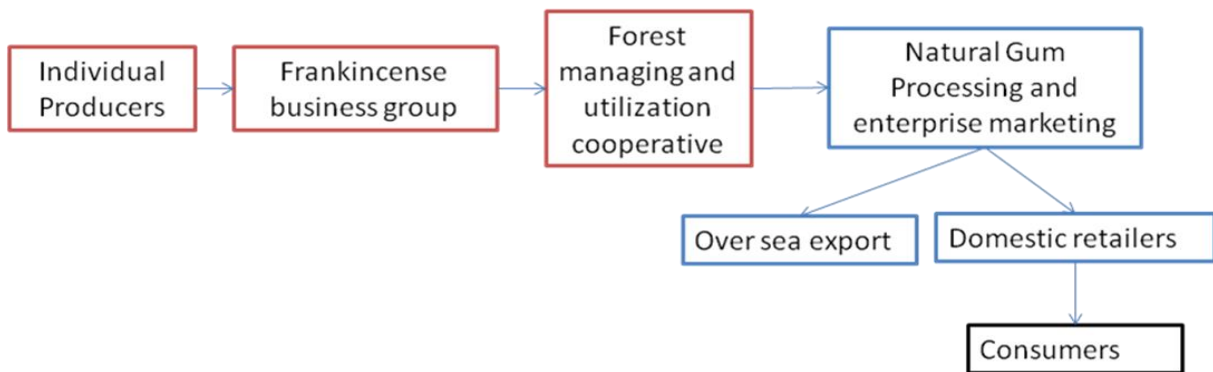 Individual
Producers
Frankincense
business group
Forest
managing and
utilization
cooperative
Natural Gum
Processing and
enterprise marketing
Over sea export
Domestic retailers
Consumers